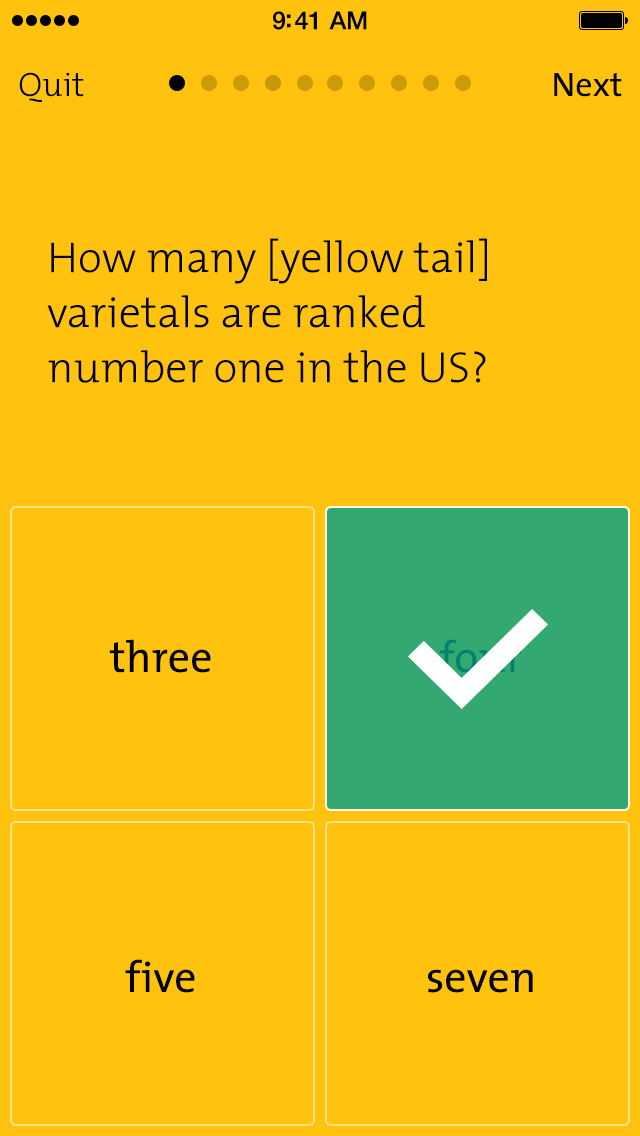 9:41 AM
Quit
Next
How many [yellow tail]
varietals are ranked
number one in the US?
three
four
five
seven